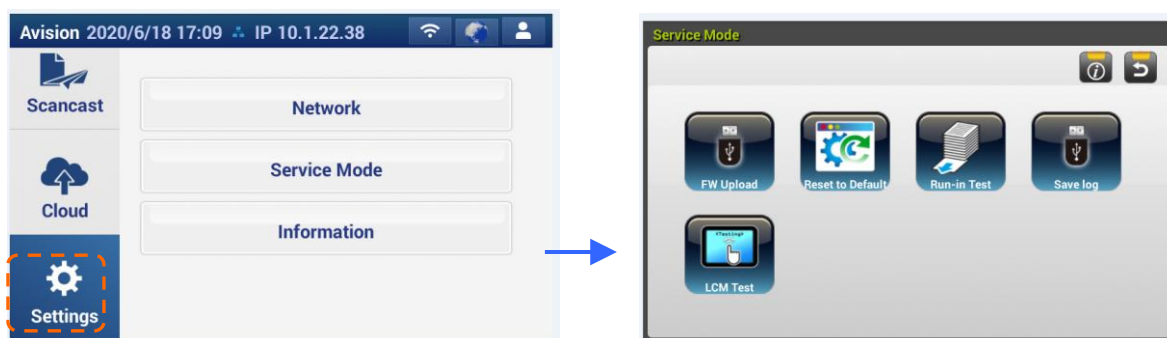 Avision 2020/6/18 17:09 IP 10.1.22.38
Scancast
Cloud
Settings
Network
Service Mode
Information
Service Mode
FW Upload
Reset to Default
Run-in Test
Save log
<Testing>
LCM Test